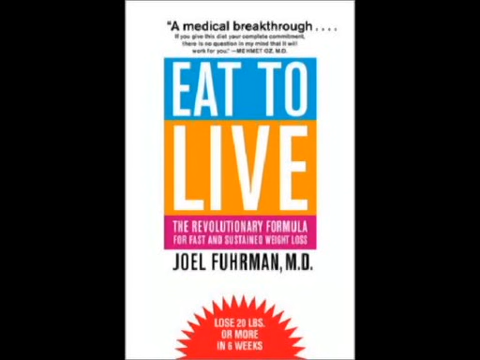 "A medical breakthrough . . . .
If you give this diet your complete commitment,
there is no question in my mind that it will
work for you." —MEHMET OZ, M.D.
EAT TO
LIVE
THE REVOLUTIONARY FORMULA
FOR FAST AND SUSTAINED WEIGHT LOSS
JOEL FUHRMAN, M.D.
LOSE 20 LBS.
OR MORE
IN 6 WEEKS